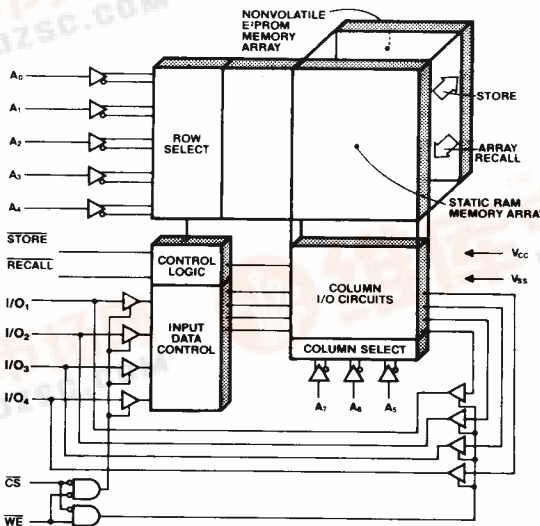 NONVOLATILE
E²PROM
MEMORY
ARRAY
A₀
A₁
A₂
A₃
A₄
ROW
SELECT
STORE
ARRAY
RECALL
STATIC RAM
MEMORY ARRAY
STORE
RECALL
CONTROL
LOGIC
COLUMN
I/O CIRCUITS
VCC
VSS
I/O₁
I/O₂
I/O₃
I/O₄
INPUT
DATA
CONTROL
COLUMN SELECT
A₇
A₆
A₅
CS
WE